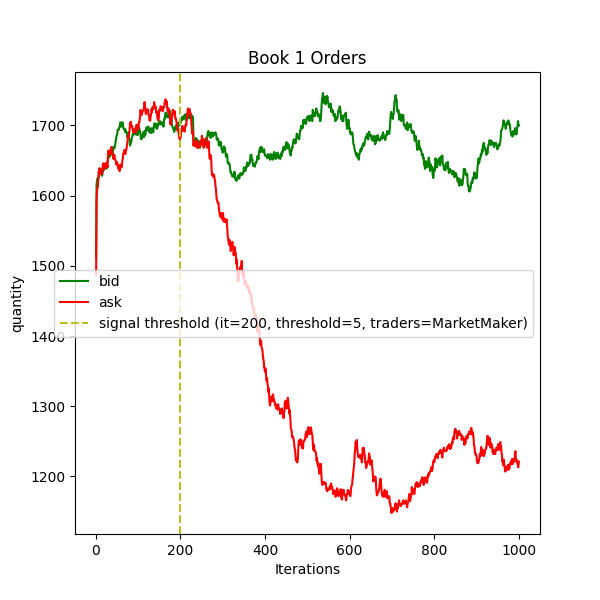 Book 1 Orders
1700
1600
1500
1400
1300
1200
quantity
bid
ask
signal threshold (it=200, threshold=5, traders=MarketMaker)
0 200 400 600 800 1000
Iterations